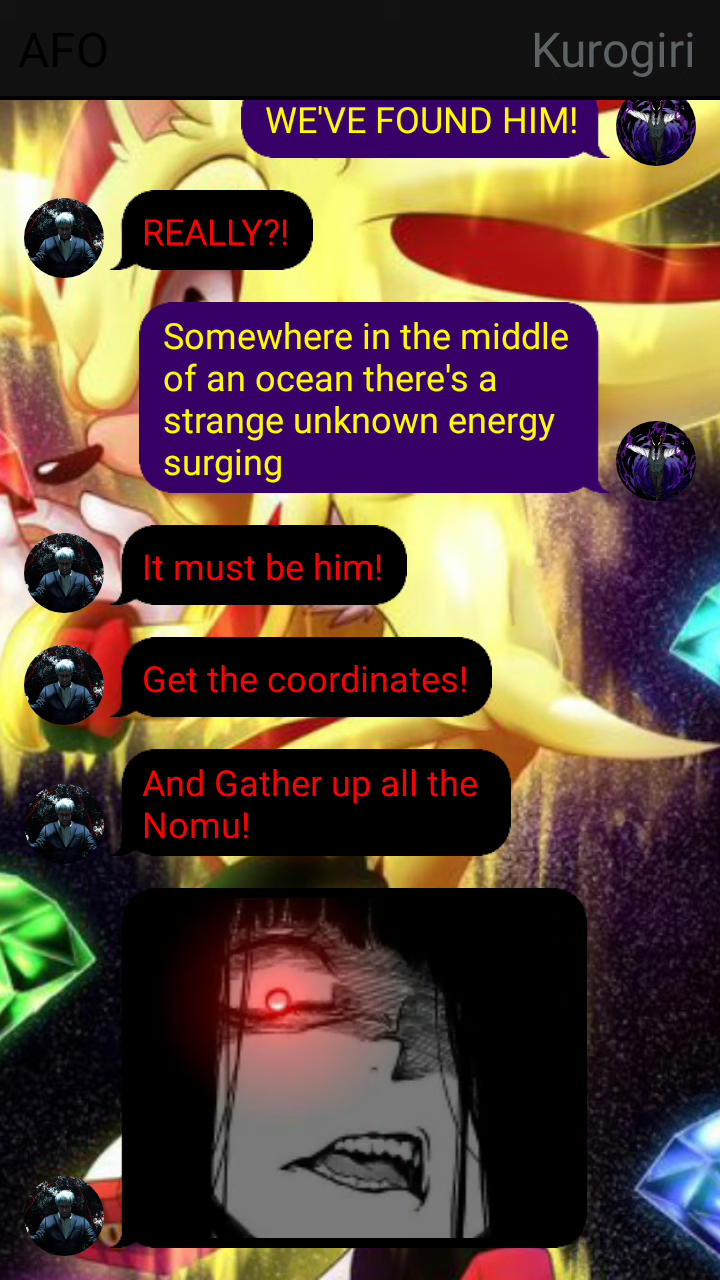 AFO
Kurogiri
WE'VE FOUND HIM!
REALLY?!
Somewhere in the middle
of an ocean there's a
strange unknown energy
surging
It must be him!
Get the coordinates!
And Gather up all the
Nomu!